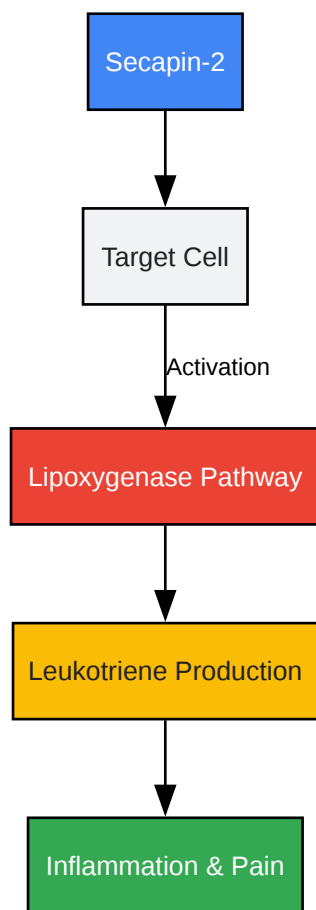 Secapin-2
Target Cell
Activation
Lipoxygenase Pathway
Leukotriene Production
Inflammation & Pain